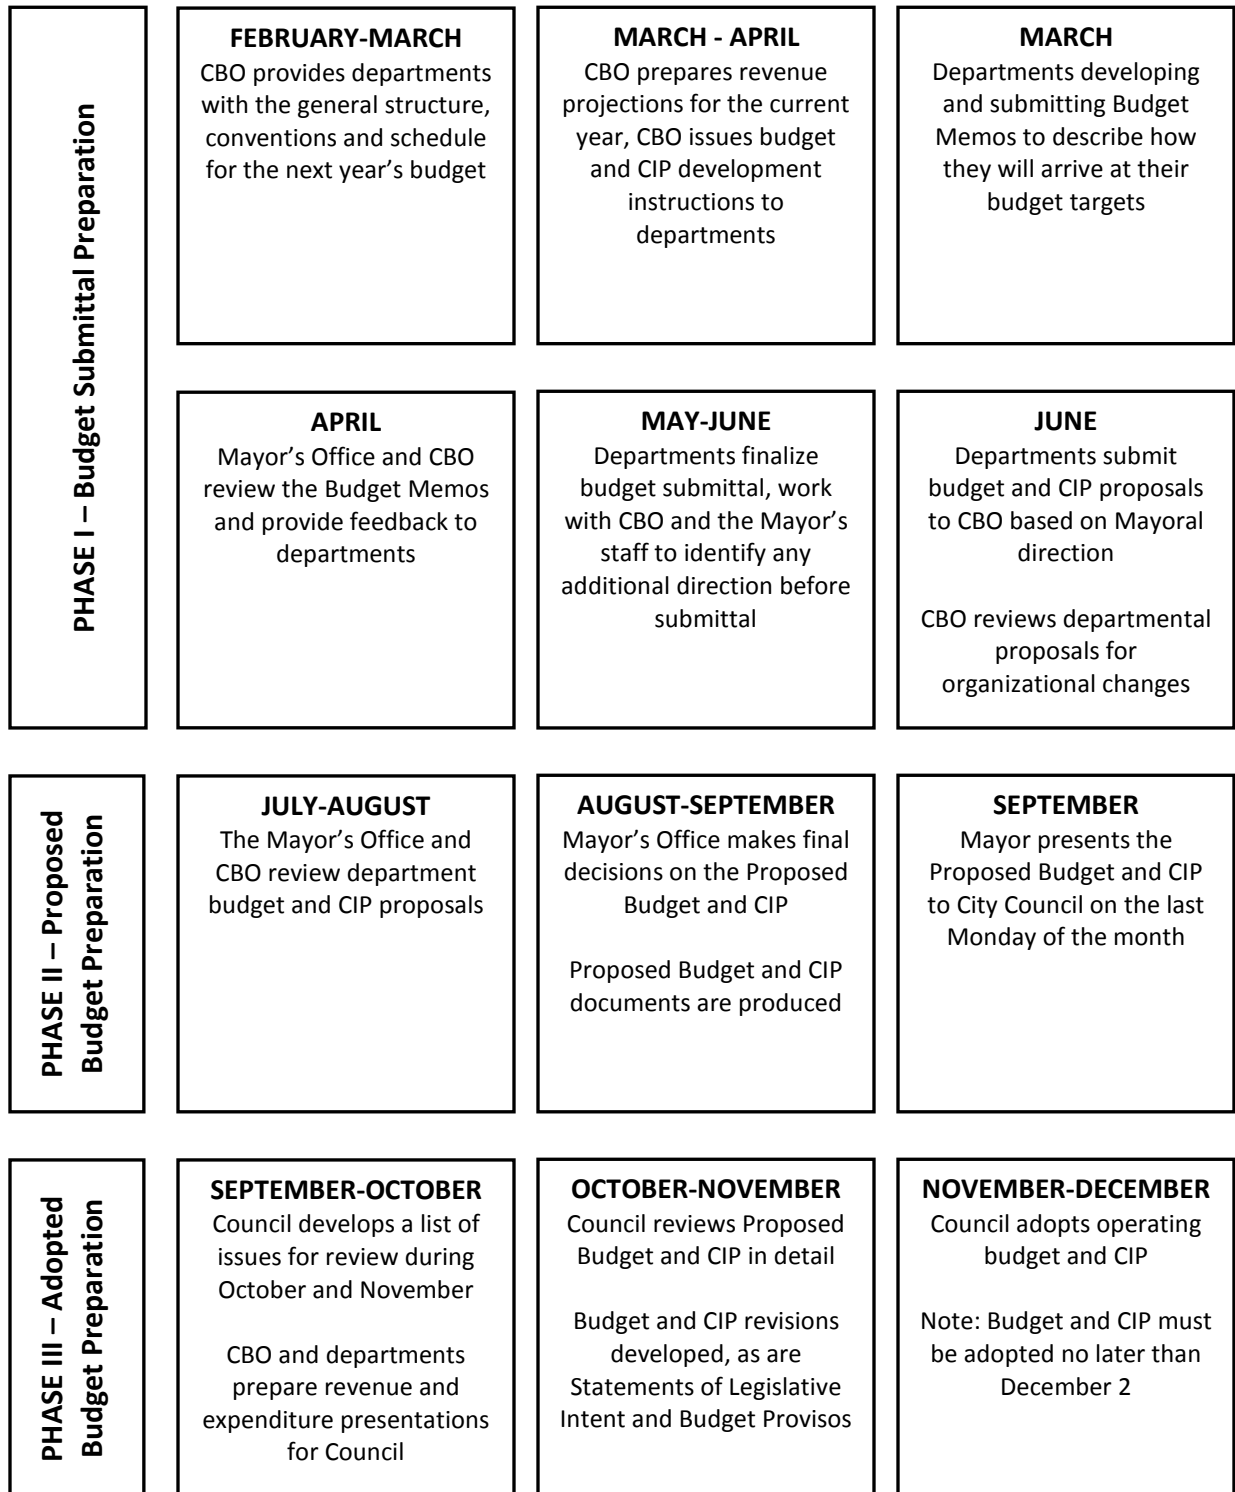 PHASE I – Budget Submittal Preparation
FEBRUARY-MARCH
CBO provides departments
with the general structure,
conventions and schedule
for the next year’s budget
MARCH - APRIL
CBO prepares revenue
projections for the current
year, CBO issues budget
and CIP development
instructions to
departments
MARCH
Departments developing
and submitting Budget
Memos to describe how
they will arrive at their
budget targets
APRIL
Mayor’s Office and CBO
review the Budget Memos
and provide feedback to
departments
MAY-JUNE
Departments finalize
budget submittal, work
with CBO and the Mayor’s
staff to identify any
additional direction before
submittal
JUNE
Departments submit
budget and CIP proposals
to CBO based on Mayoral
direction
CBO reviews departmental
proposals for
organizational changes
PHASE II – Proposed
Budget Preparation
JULY-AUGUST
The Mayor’s Office and
CBO review department
budget and CIP proposals
AUGUST-SEPTEMBER
Mayor’s Office makes final
decisions on the Proposed
Budget and CIP
Proposed Budget and CIP
documents are produced
SEPTEMBER
Mayor presents the
Proposed Budget and CIP
to City Council on the last
Monday of the month
PHASE III – Adopted
Budget Preparation
SEPTEMBER-OCTOBER
Council develops a list of
issues for review during
October and November
CBO and departments
prepare revenue and
expenditure presentations
for Council
OCTOBER-NOVEMBER
Council reviews Proposed
Budget and CIP in detail
Budget and CIP revisions
developed, as are
Statements of Legislative
Intent and Budget Provisos
NOVEMBER-DECEMBER
Council adopts operating
budget and CIP
Note: Budget and CIP must
be adopted no later than
December 2